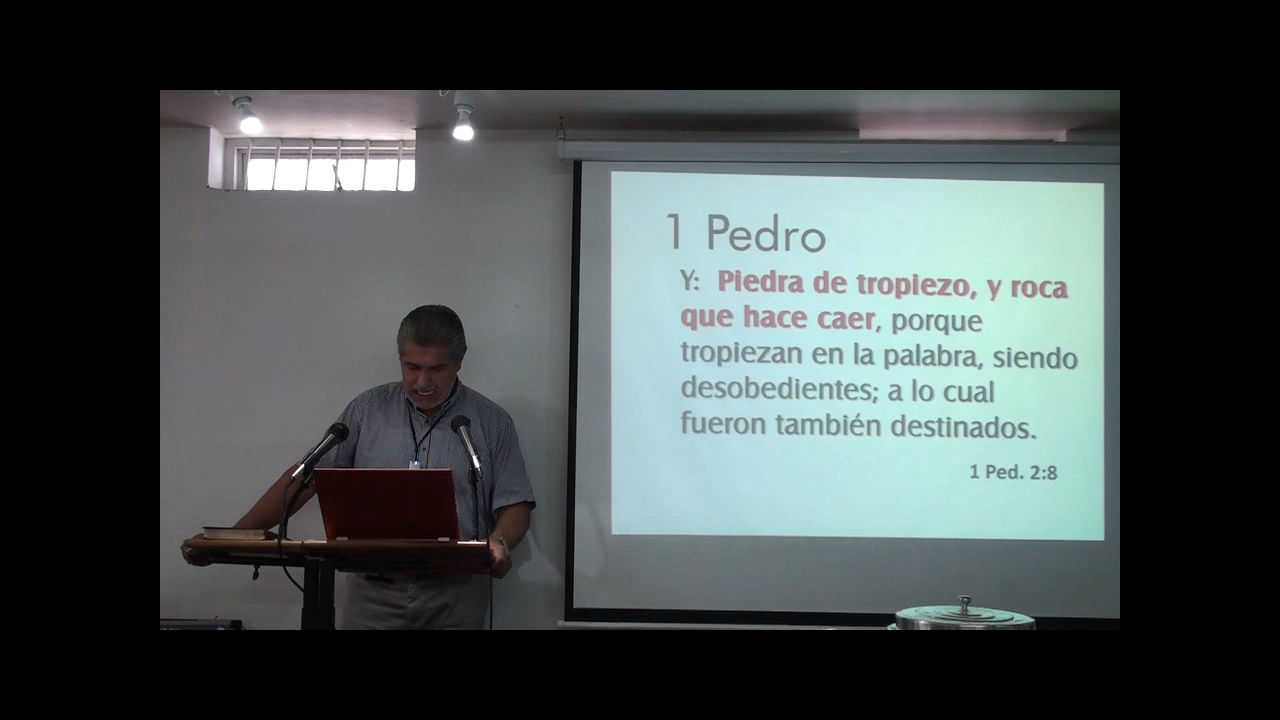 1 Pedro
Y: Piedra de tropiezo, y roca
que hace caer, porque
tropiezan en la palabra, siendo
desobedientes; a lo cual
fueron también destinados.
1 Ped. 2:8